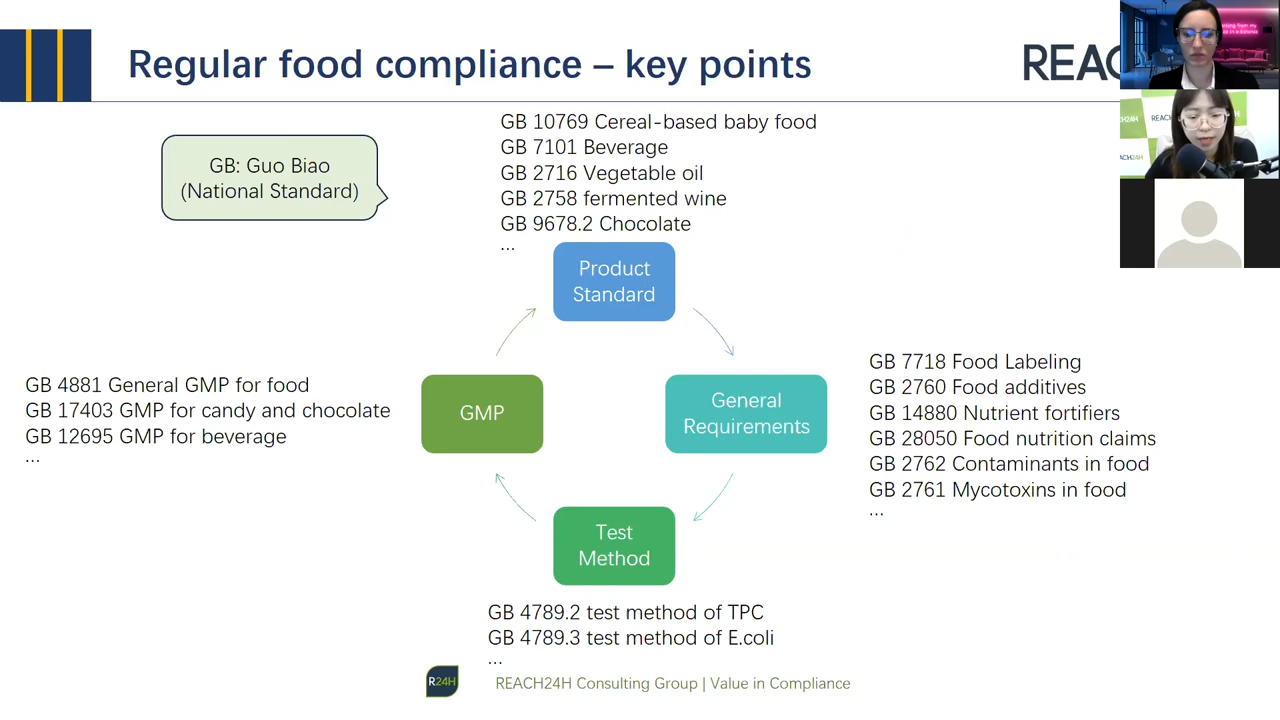 Regular food compliance – key points
REAC
GB: Guo Biao
(National Standard)
GB 10769 Cereal-based baby food
GB 7101 Beverage
GB 2716 Vegetable oil
GB 2758 fermented wine
GB 9678.2 Chocolate
...
Product
Standard
GB 4881 General GMP for food
GB 17403 GMP for candy and chocolate
GB 12695 GMP for beverage
...
GMP
General
Requirements
GB 7718 Food Labeling
GB 2760 Food additives
GB 14880 Nutrient fortifiers
GB 28050 Food nutrition claims
GB 2762 Contaminants in food
GB 2761 Mycotoxins in food
...
Test
Method
GB 4789.2 test method of TPC
GB 4789.3 test method of E.coli
...
R24H
REACH24H Consulting Group | Value in Compliance
REACH24H